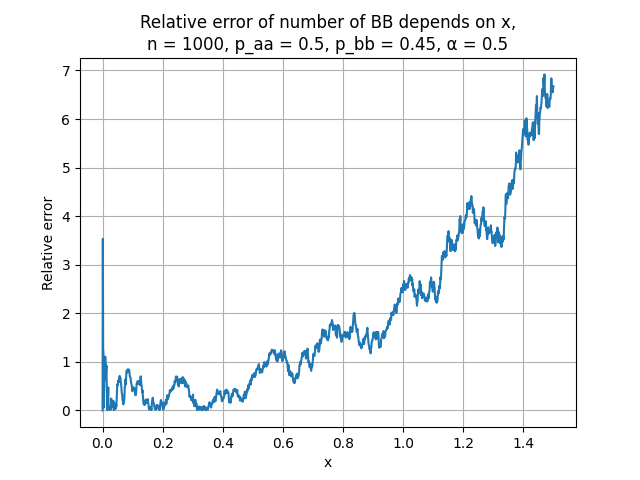 Relative error of number of BB depends on x,
n = 1000, p_aa = 0.5, p_bb = 0.45, α = 0.5
7
6
5
4
3
2
1
0
Relative error
0.0 0.2 0.4 0.6 0.8 1.0 1.2 1.4
x